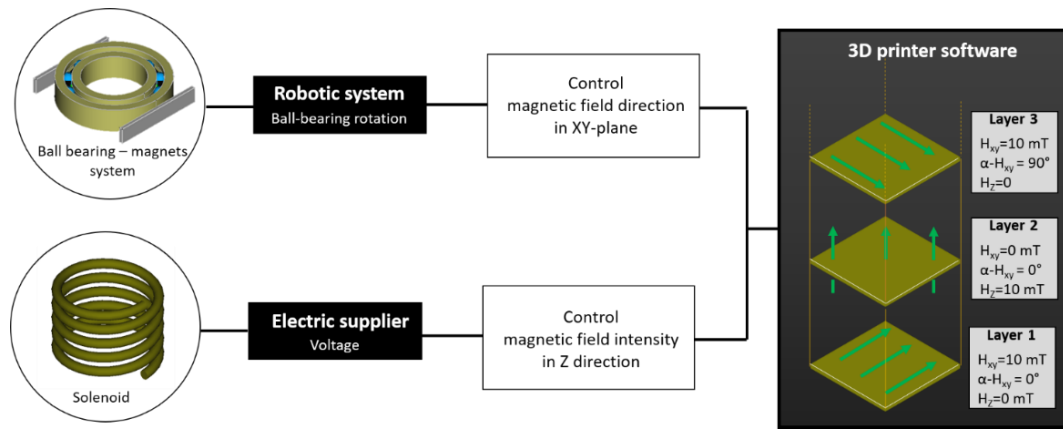 Ball bearing – magnets
system
Robotic system
Ball-bearing rotation
Control
magnetic field direction
in XY-plane
Solenoid
Electric supplier
Voltage
Control
magnetic field intensity
in Z direction
3D printer software
Layer 3
Hxy=10 mT
α-Hxy = 90°
HZ=0
Layer 2
Hxy=0 mT
α-Hxy = 0°
HZ=10 mT
Layer 1
Hxy=10 mT
α-Hxy = 0°
HZ=0 mT